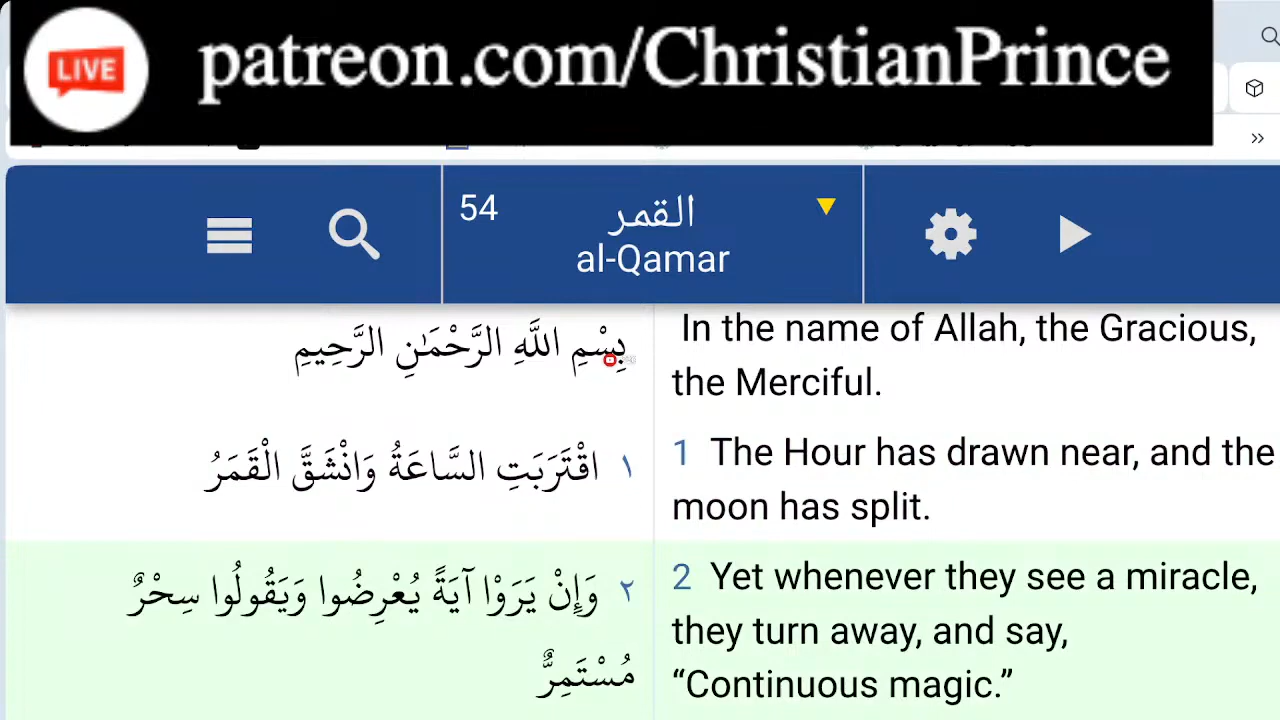 LIVE
patreon.com/ChristianPrince
54
القمر
al-Qamar
بِسْمِ اللَّهِ الرَّحْمَٰنِ الرَّحِيمِ
In the name of Allah, the Gracious,
the Merciful.
١ اقْتَرَبَتِ السَّاعَةُ وَانْشَقَّ الْقَمَرُ
1 The Hour has drawn near, and the
moon has split.
٢ وَإِنْ يَرَوْا آيَةً يُعْرِضُوا وَيَقُولُوا سِحْرٌ
مُسْتَمِرٌّ
2 Yet whenever they see a miracle,
they turn away, and say,
“Continuous magic.”